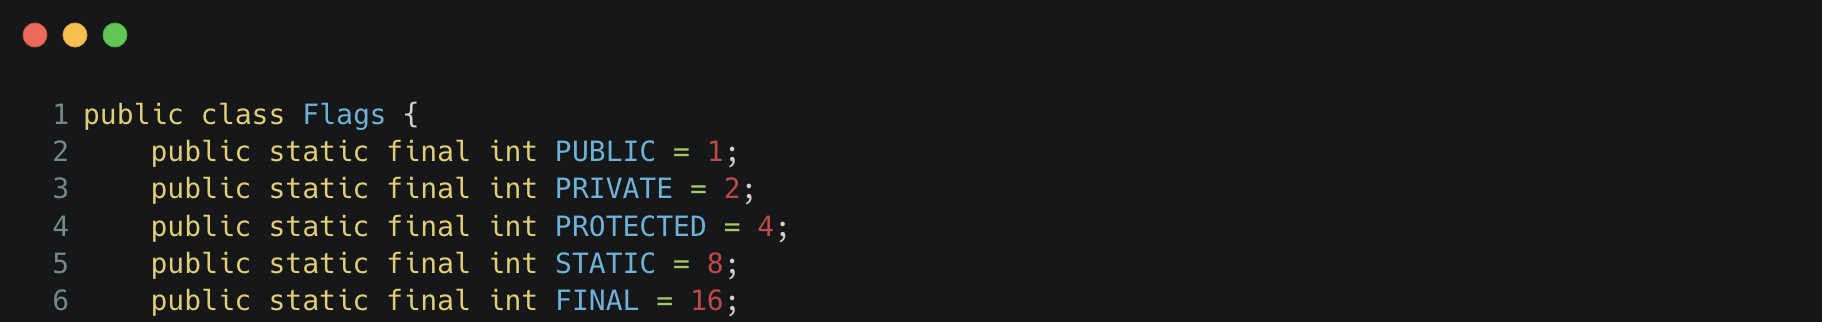 1 public class Flags {
2     public static final int PUBLIC = 1;
3     public static final int PRIVATE = 2;
4     public static final int PROTECTED = 4;
5     public static final int STATIC = 8;
6     public static final int FINAL = 16;